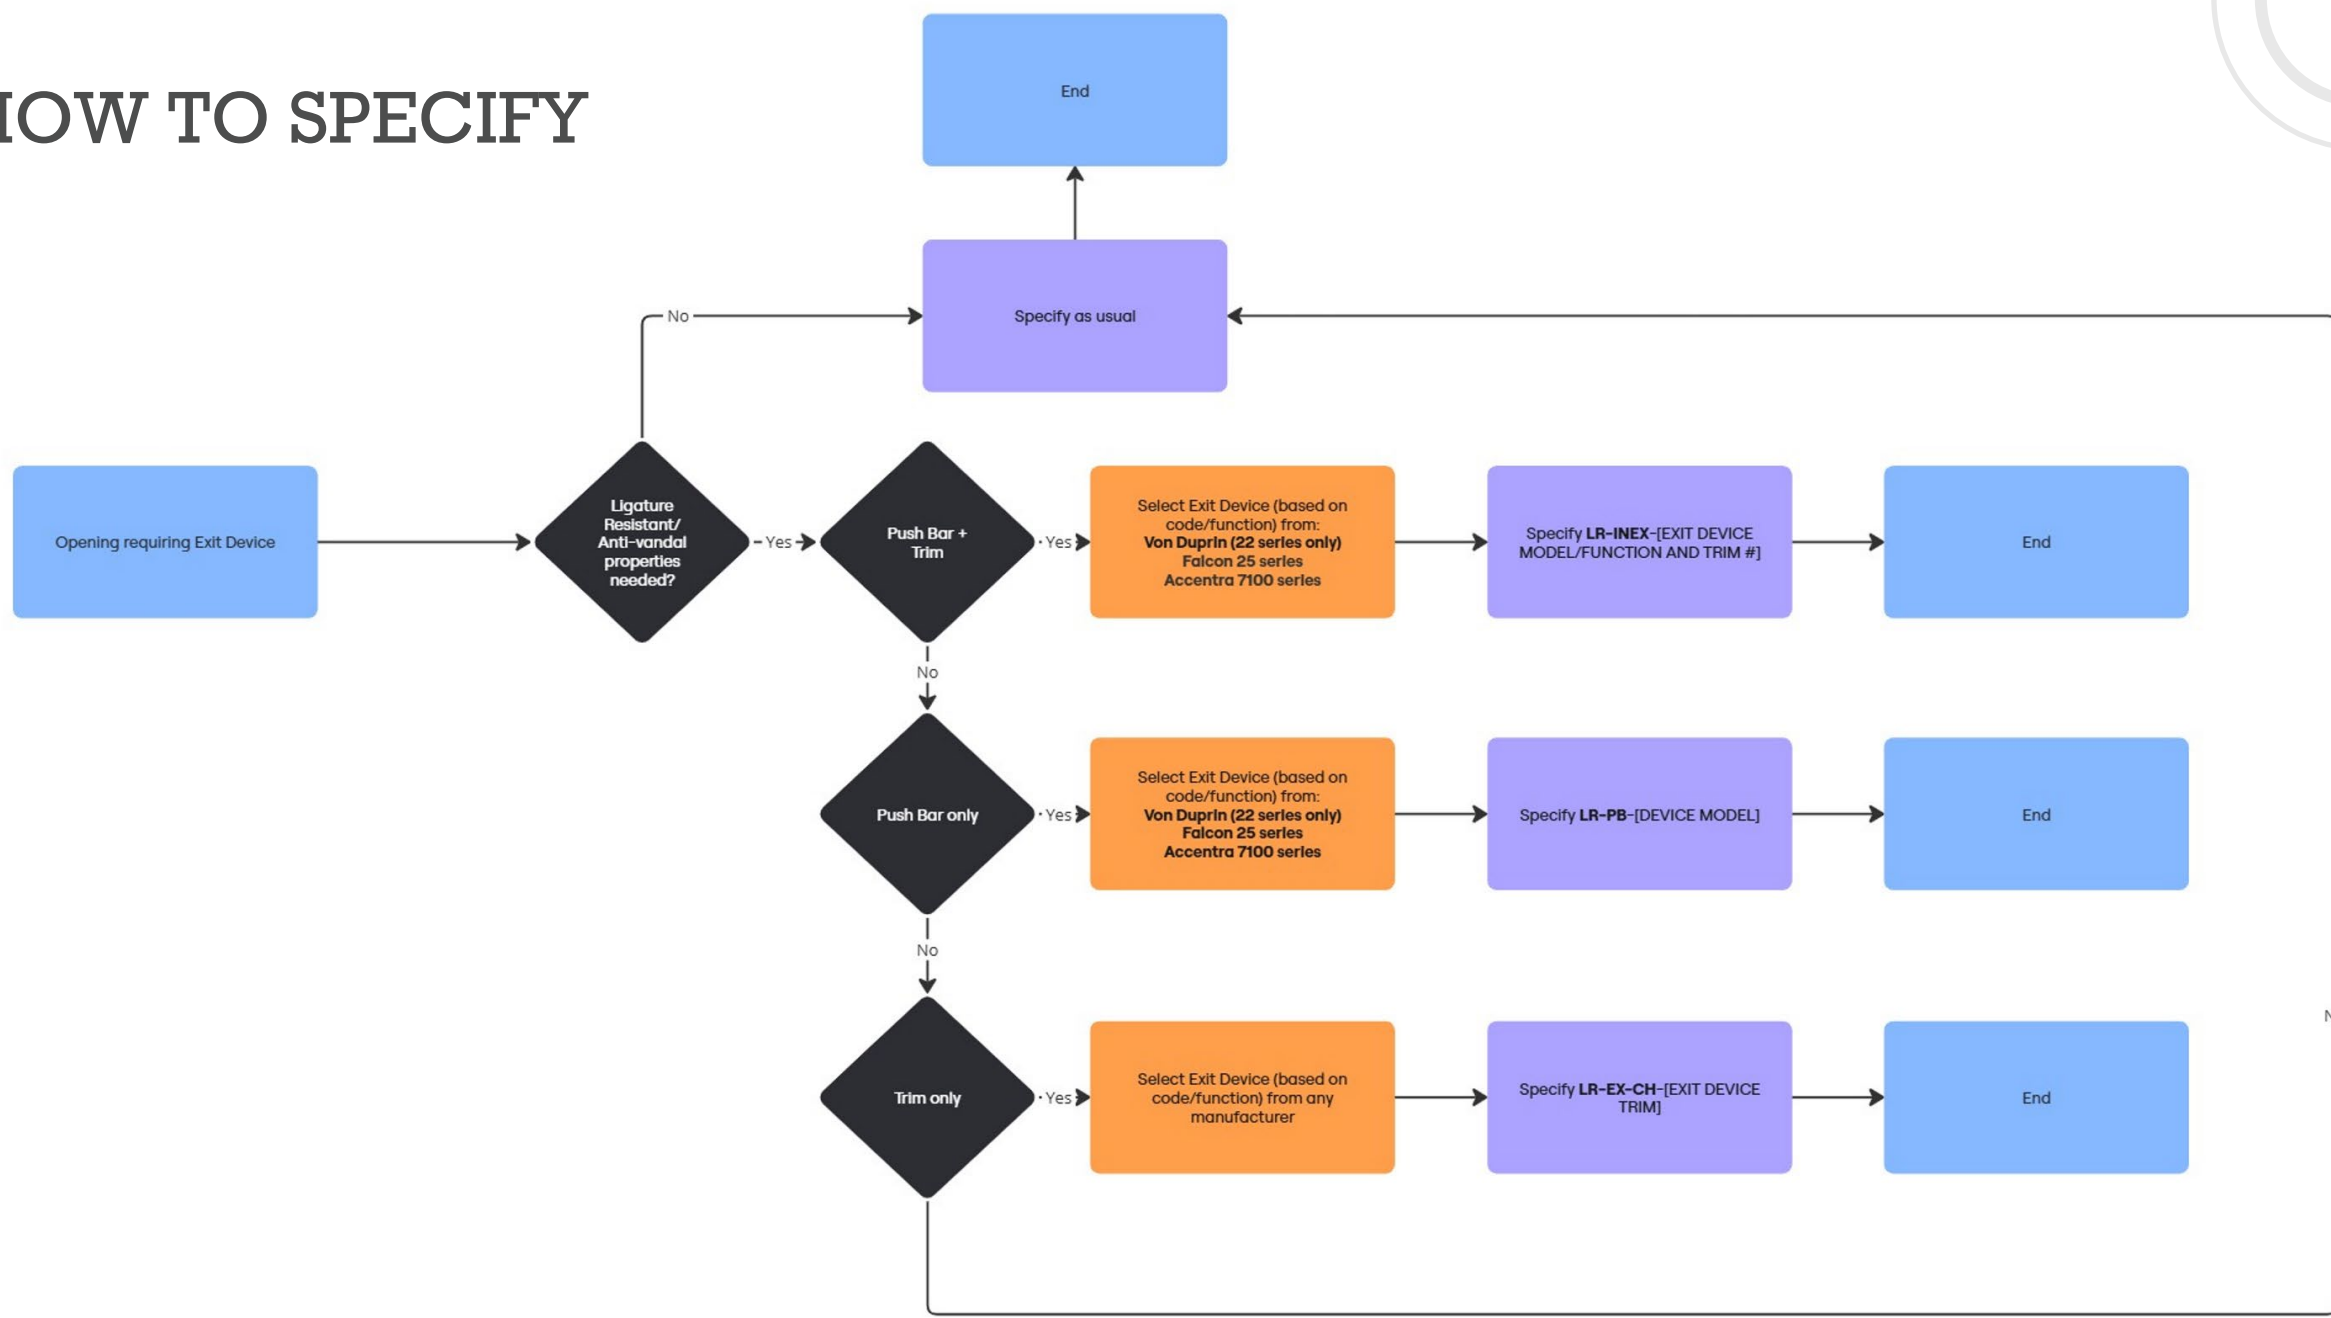 HOW TO SPECIFY
End
Specify as usual
No
Opening requiring Exit Device
Ligature
Resistant/
Anti-vandal
properties
needed?
Yes
Push Bar +
Trim
Yes
Select Exit Device (based on
code/function) from:
Von Duprin (22 series only)
Falcon 25 series
Accentra 7100 series
Specify LR-INEX-[EXIT DEVICE
MODEL/FUNCTION AND TRIM #]
End
No
Push Bar only
Yes
Select Exit Device (based on
code/function) from:
Von Duprin (22 series only)
Falcon 25 series
Accentra 7100 series
Specify LR-PB-[DEVICE MODEL]
End
No
Trim only
Yes
Select Exit Device (based on
code/function) from any
manufacturer
Specify LR-EX-CH-[EXIT DEVICE
TRIM]
End